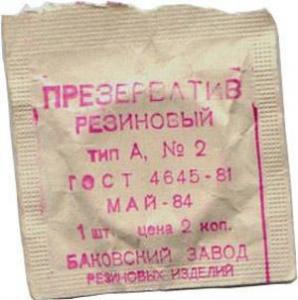 ПРЕЗЕРВАТИВ
РЕЗИНОВЫЙ
ТИП А, № 2
ГОСТ 4645-81
МАЙ-84
1 шт. цена 2 коп.
БАКОВСКИЙ ЗАВОД
РЕЗИНОВЫХ ИЗДЕЛИЙ